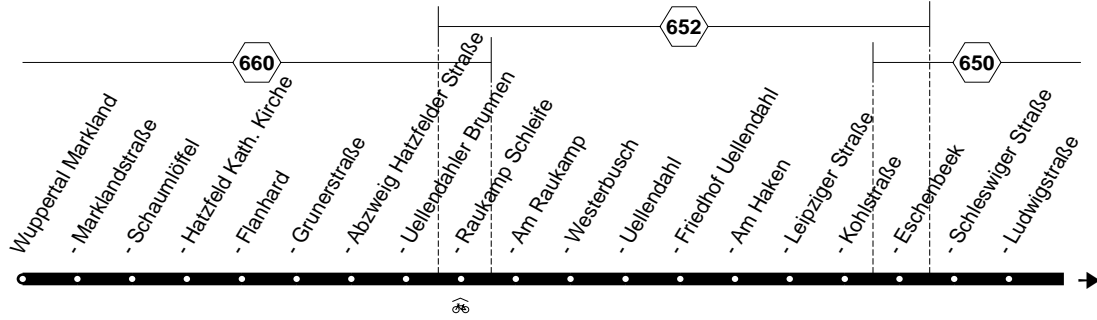 652
660
650
Wuppertal Markland
- Marklandstraße
- Schaumlöffel
- Hatzfeld Kath. Kirche
- Flanhard
- Grunerstraße
- Abzweig Hatzfelder Straße
- Uellendahler Brunnen
- Raukamp Schleife
- Am Raukamp
- Westerbusch
- Uellendahl
- Friedhof Uellendahl
- Am Haken
- Leipziger Straße
- Kohlstraße
- Eschenbeek
- Schleswiger Straße
- Ludwigstraße